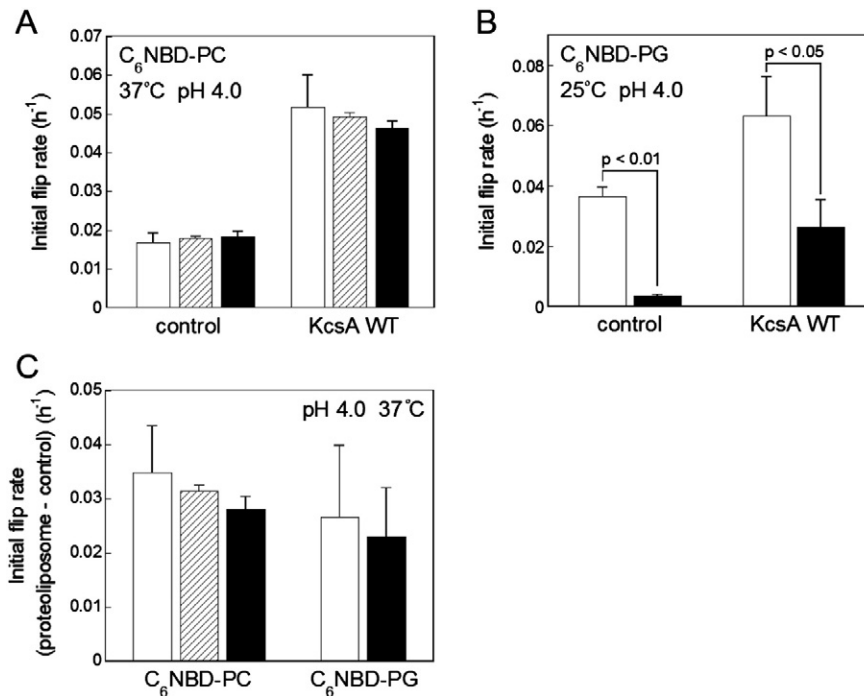 A
Initial flip rate (h⁻¹)
0.07
0.06
0.05
0.04
0.03
0.02
0.01
0
C₆NBD-PC
37°C pH 4.0
control
KcsA WT
B
Initial flip rate (h⁻¹)
0.08
0.06
0.04
0.02
0
C₆NBD-PG
25°C pH 4.0
p < 0.05
p < 0.01
control
KcsA WT
C
Initial flip rate
(proteoliposome - control) (h⁻¹)
0.05
0.04
0.03
0.02
0.01
0
pH 4.0 37°C
C₆NBD-PC
C₆NBD-PG